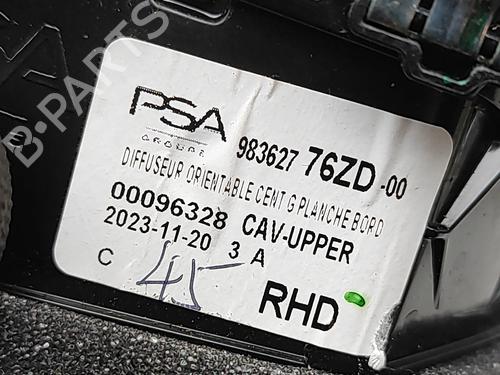 PSA
GROUPE
983627 76ZD -00
DIFFUSEUR ORIENTABLE CENT G PLANCHE BORD
00096328 CAV-UPPER
2023-11-20 3 A
C 45
RHD
B-PARTS